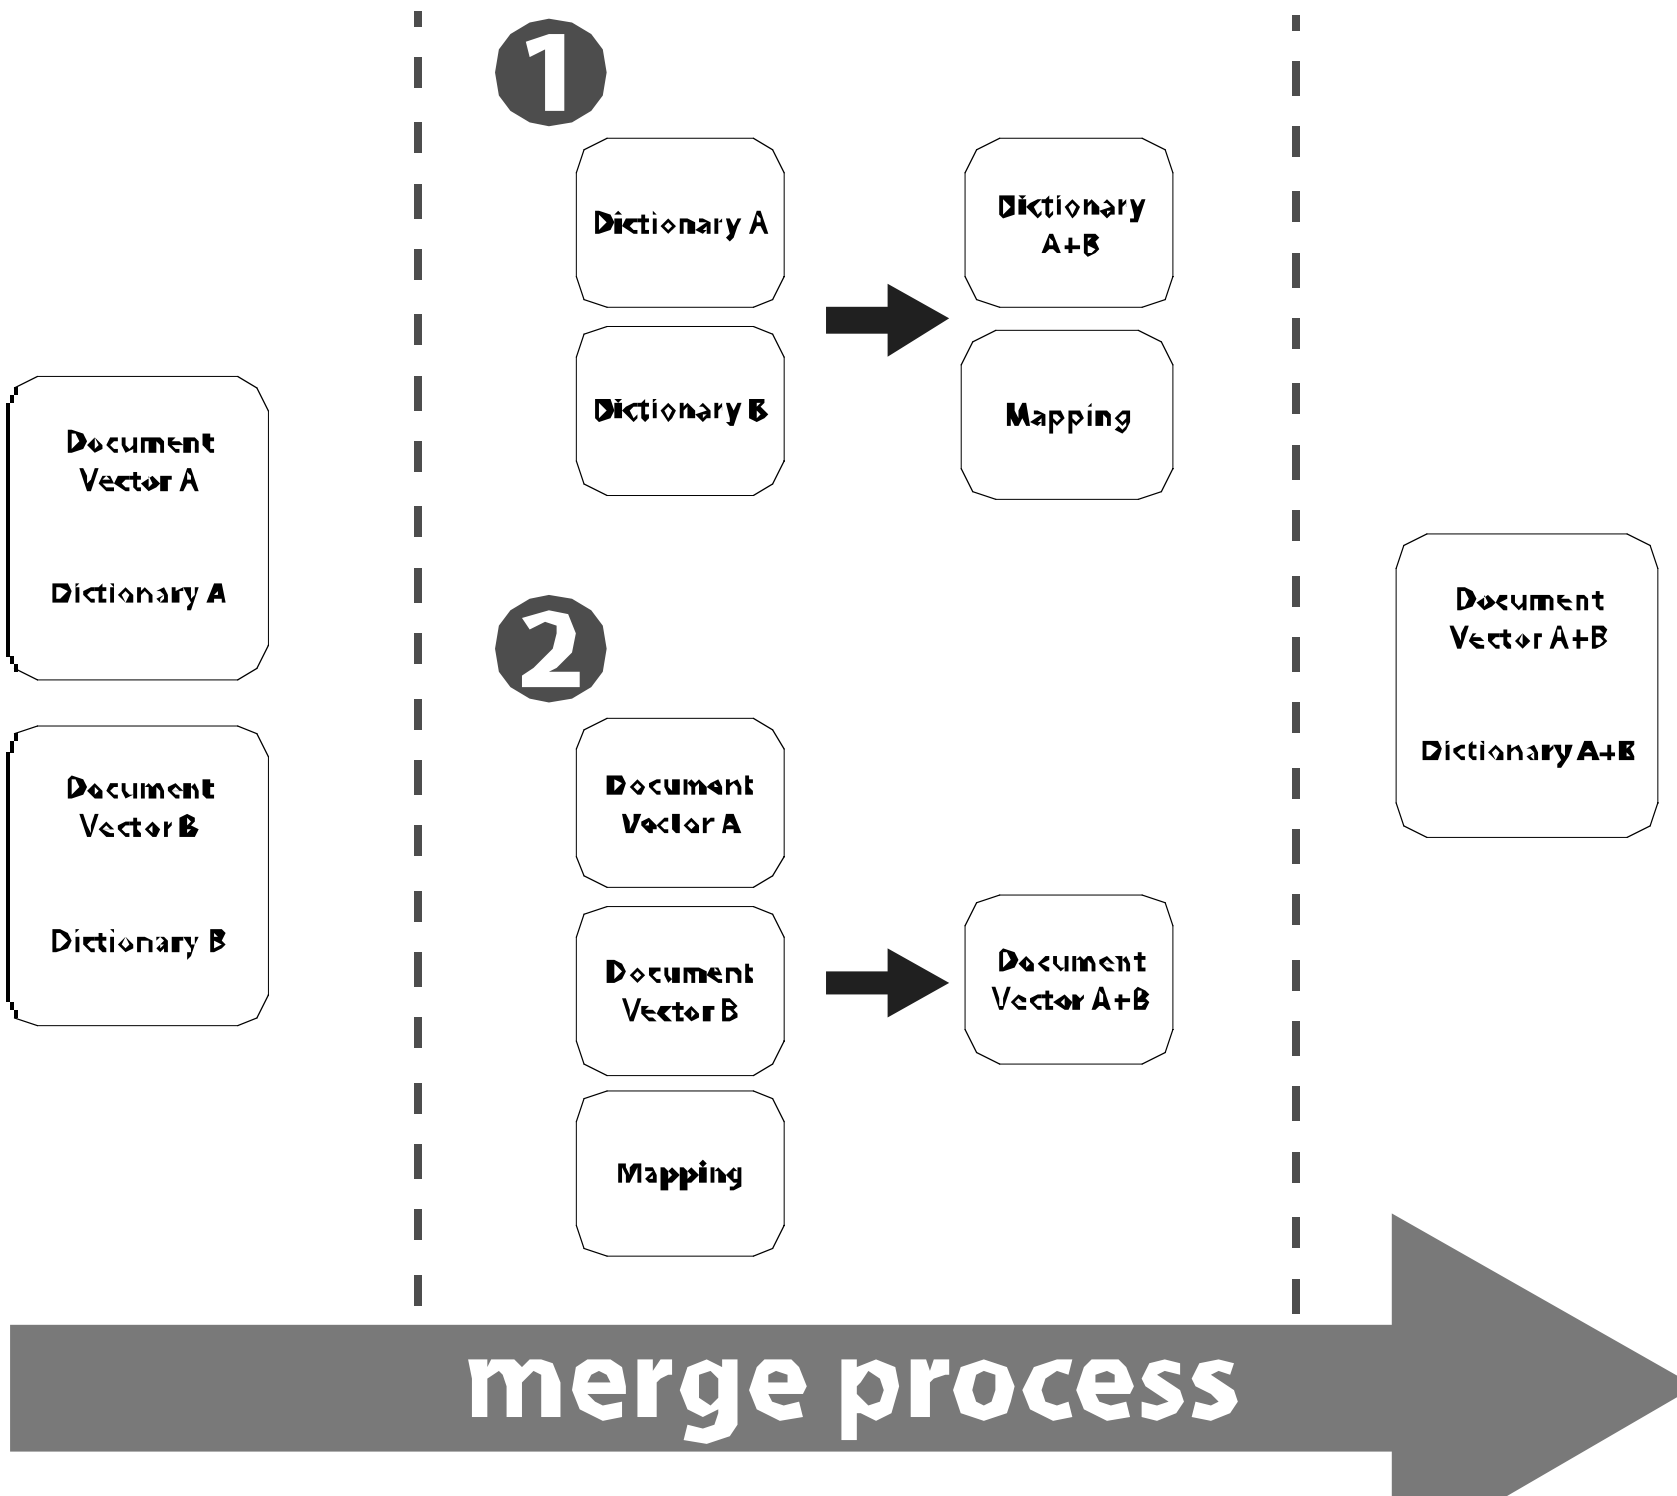 Document
Vector A
Dictionary A
Document
Vector B
Dictionary B
1
Dictionary A
Dictionary B
Dictionary
A+B
Mapping
2
Document
Vector A
Document
Vector B
Mapping
Document
Vector A+B
Document
Vector A+B
Dictionary A+B
merge process